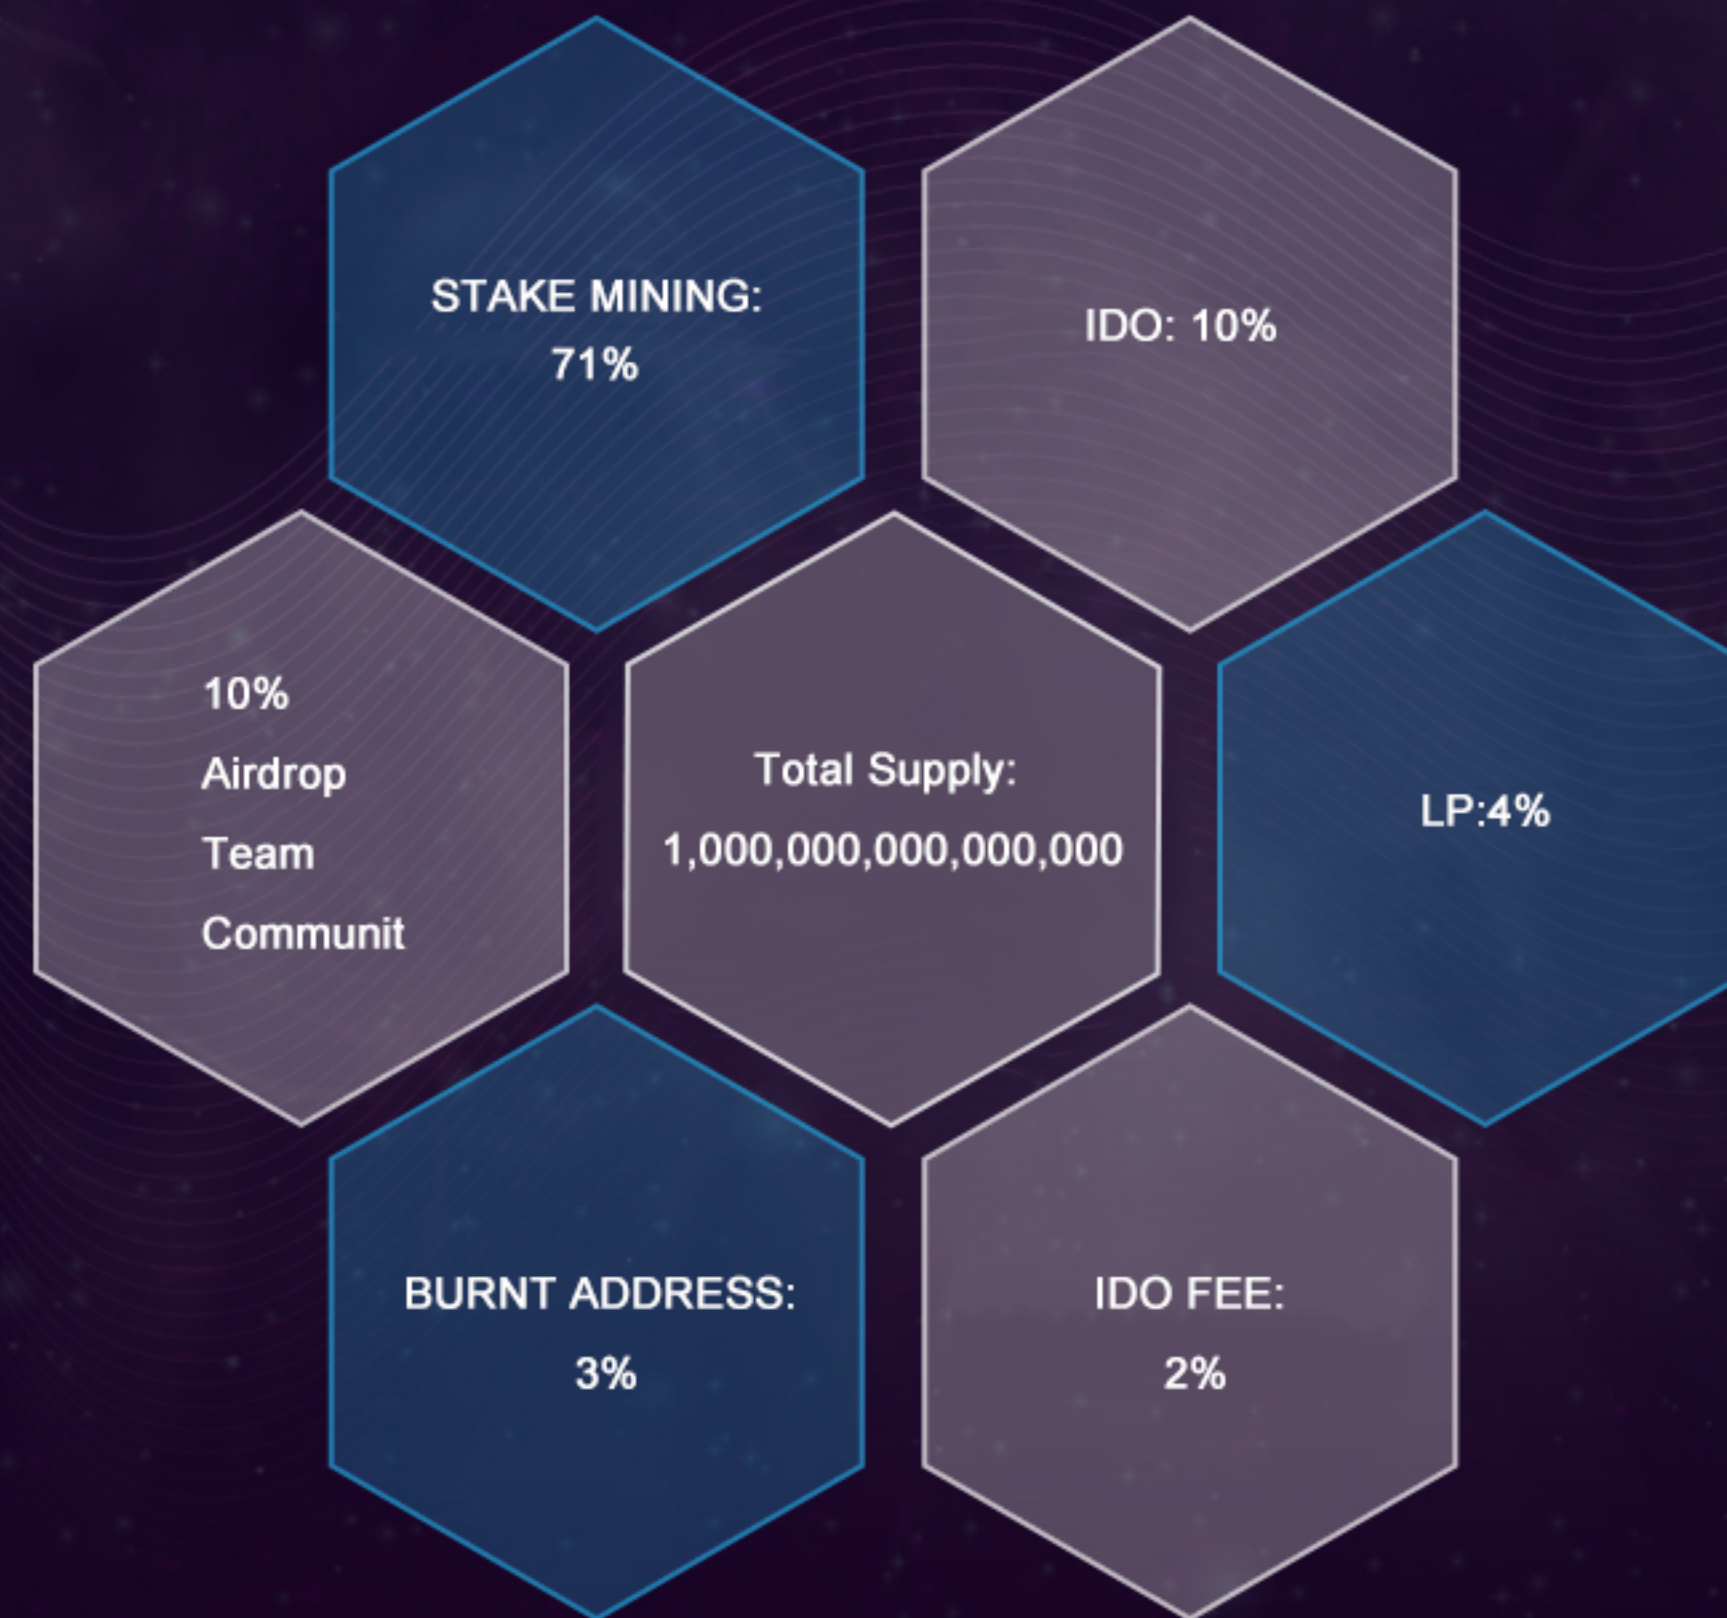 STAKE MINING:
71%
IDO: 10%
10%
Airdrop
Team
Communit
Total Supply:
1,000,000,000,000,000
LP:4%
BURNT ADDRESS:
3%
IDO FEE:
2%